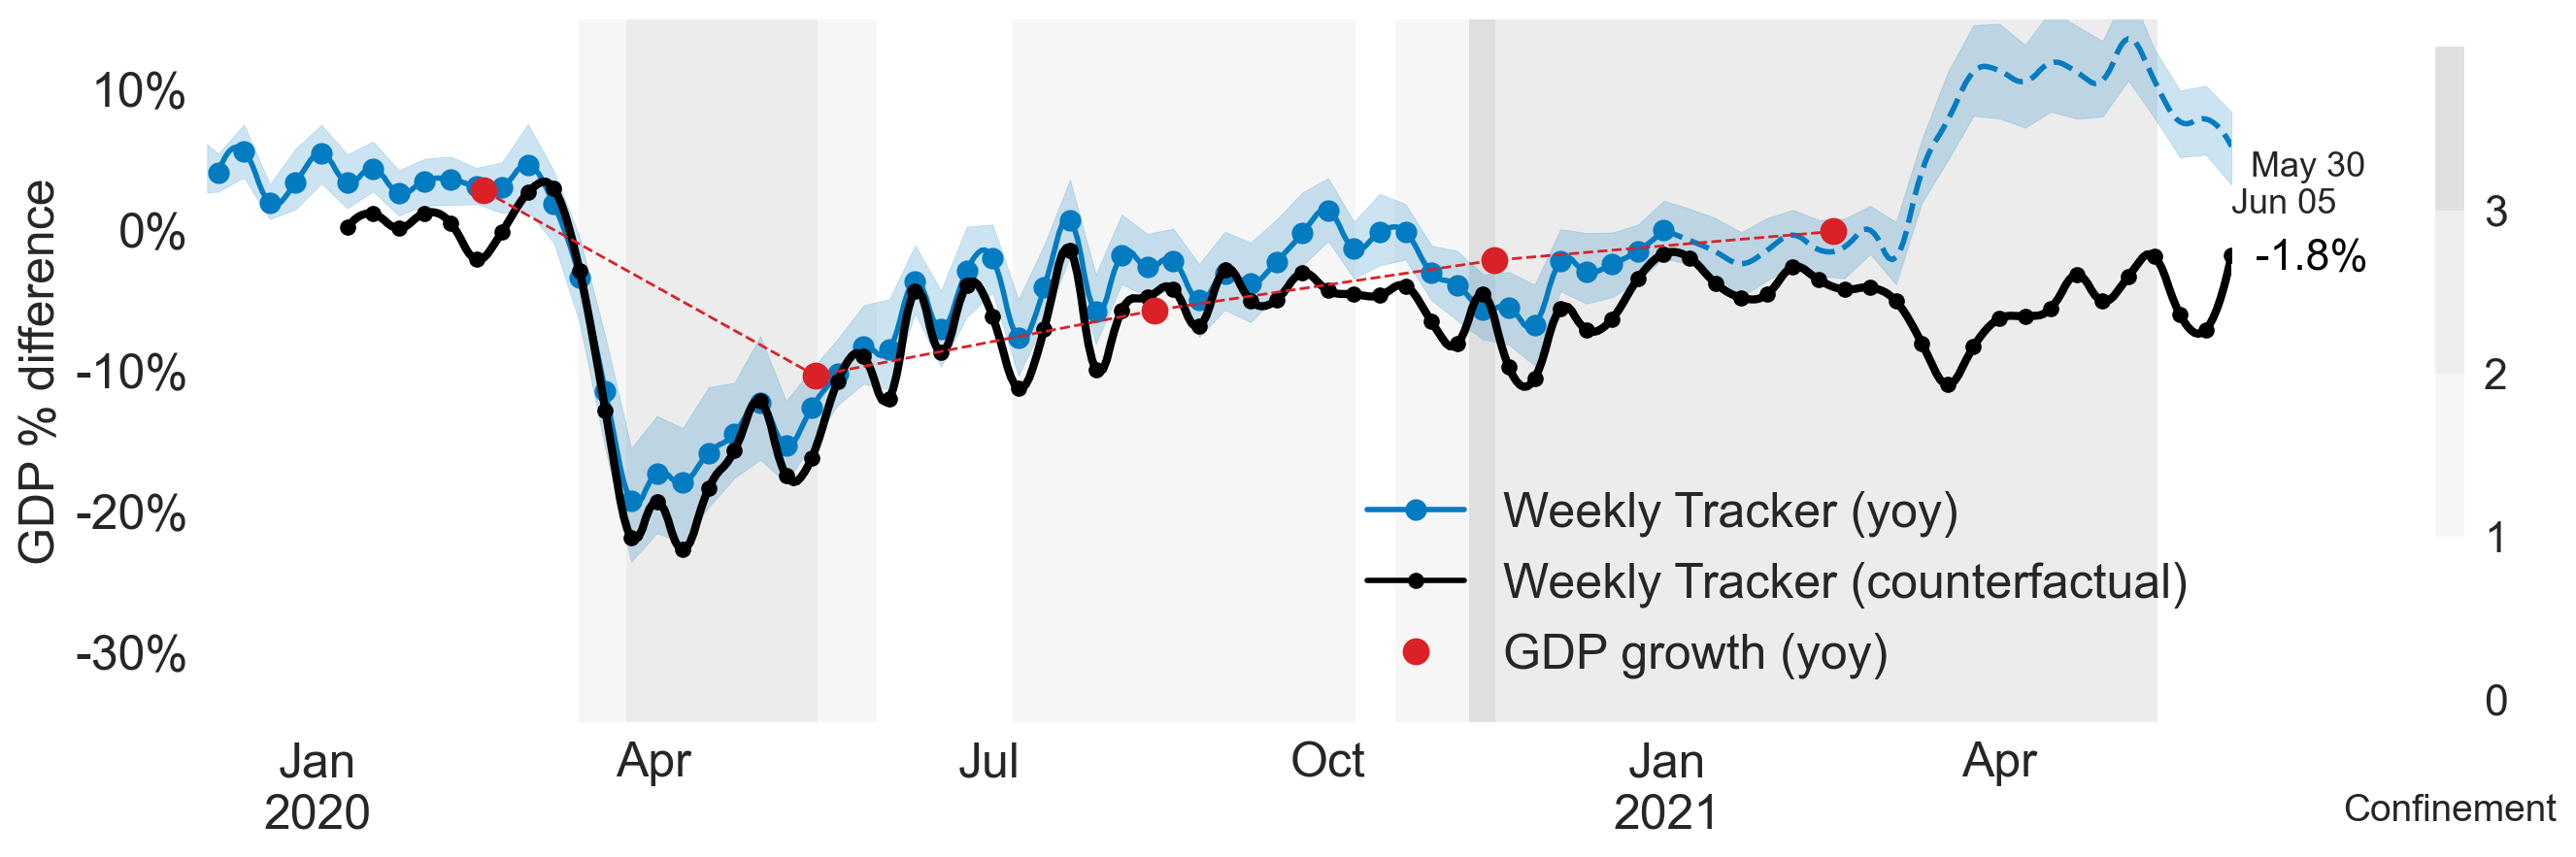 GDP % difference
10%
0%
-10%
-20%
-30%
Jan
2020
Apr
Jul
Oct
Jan
2021
Apr
May 30
Jun 05
-1.8%
Weekly Tracker (yoy)
Weekly Tracker (counterfactual)
GDP growth (yoy)
3
2
1
0
Confinement